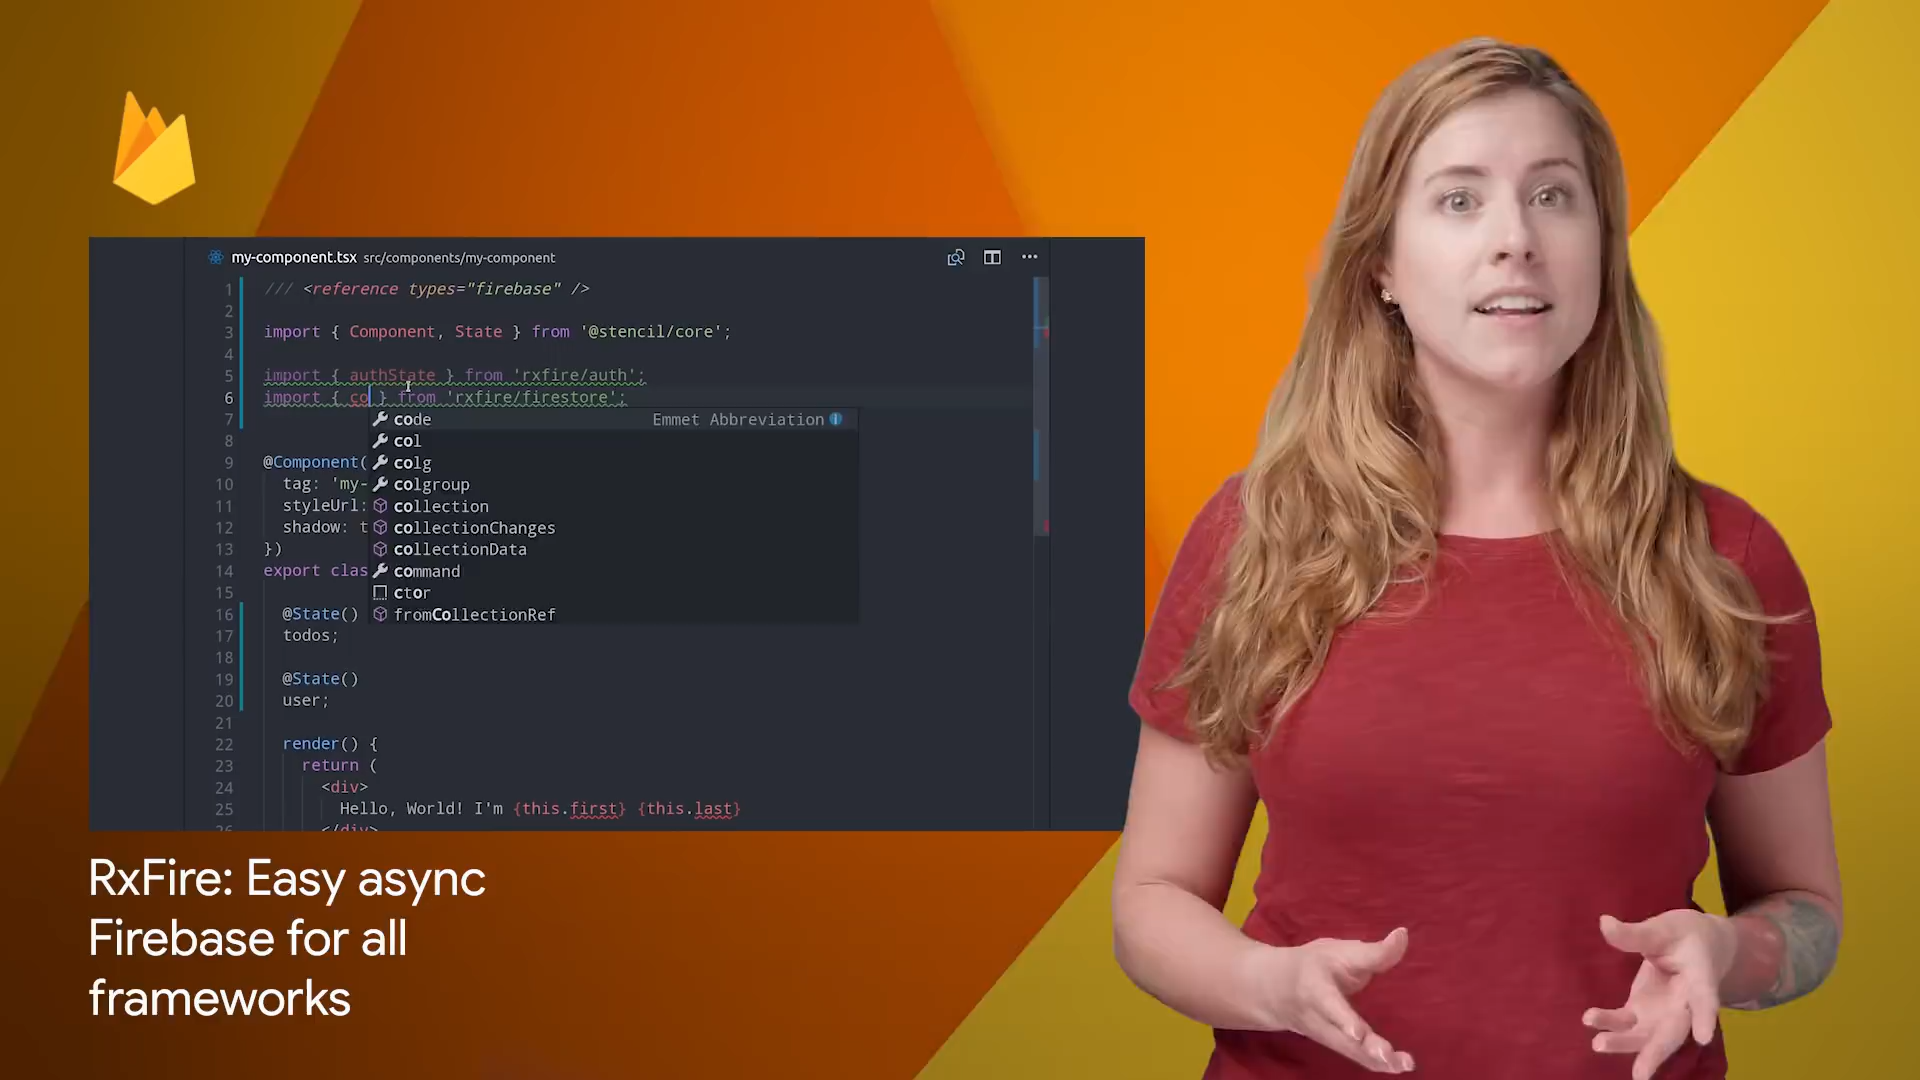 my-component.tsx src/components/my-component
1 /// <reference types="firebase" />
2
3 import { Component, State } from '@stencil/core';
4
5 import { authState } from 'rxfire/auth';
6 import { co } from 'rxfire/firestore';
7 code Emmet Abbreviation
8 col
9 @Component( colg
10 tag: 'my- colgroup
11 styleUrl: collection
12 shadow: t collectionChanges
13 }) collectionData
14 export clas command
15 ctor
16 @State() fromCollectionRef
17 todos;
18
19 @State()
20 user;
21
22 render() {
23 return (
24 <div>
25 Hello, World! I'm {this.first} {this.last}
26 </div>
RxFire: Easy async
Firebase for all
frameworks